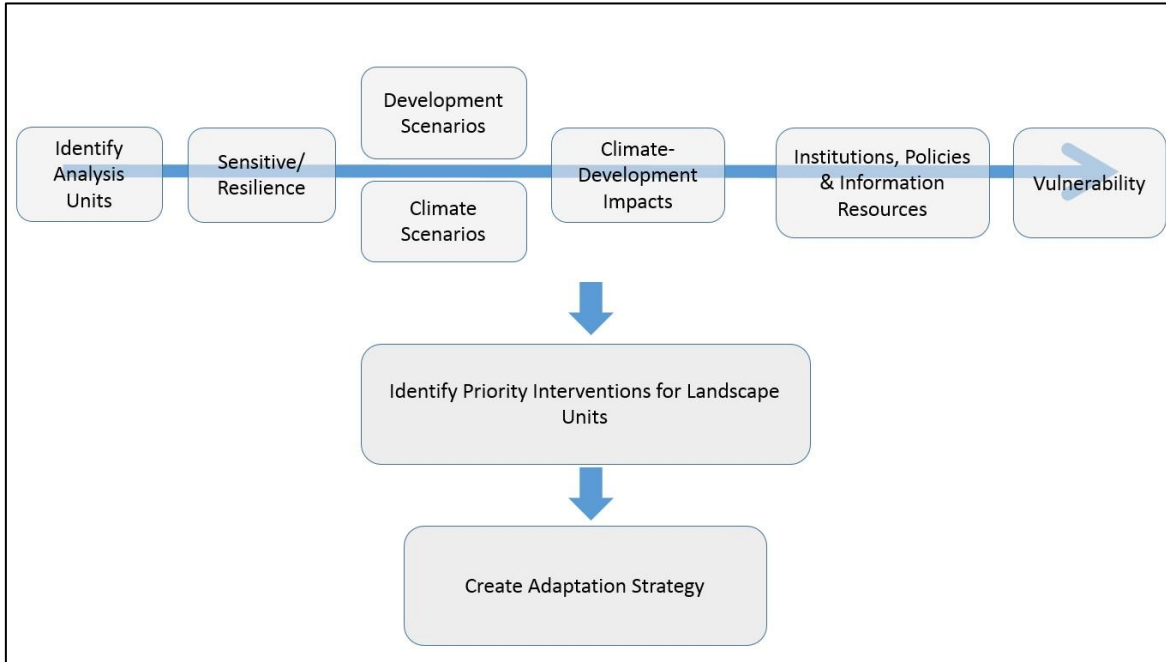 Identify
Analysis
Units
Sensitive/
Resilience
Development
Scenarios
Climate
Scenarios
Climate-
Development
Impacts
Institutions, Policies
& Information
Resources
Vulnerability
Identify Priority Interventions for Landscape
Units
Create Adaptation Strategy